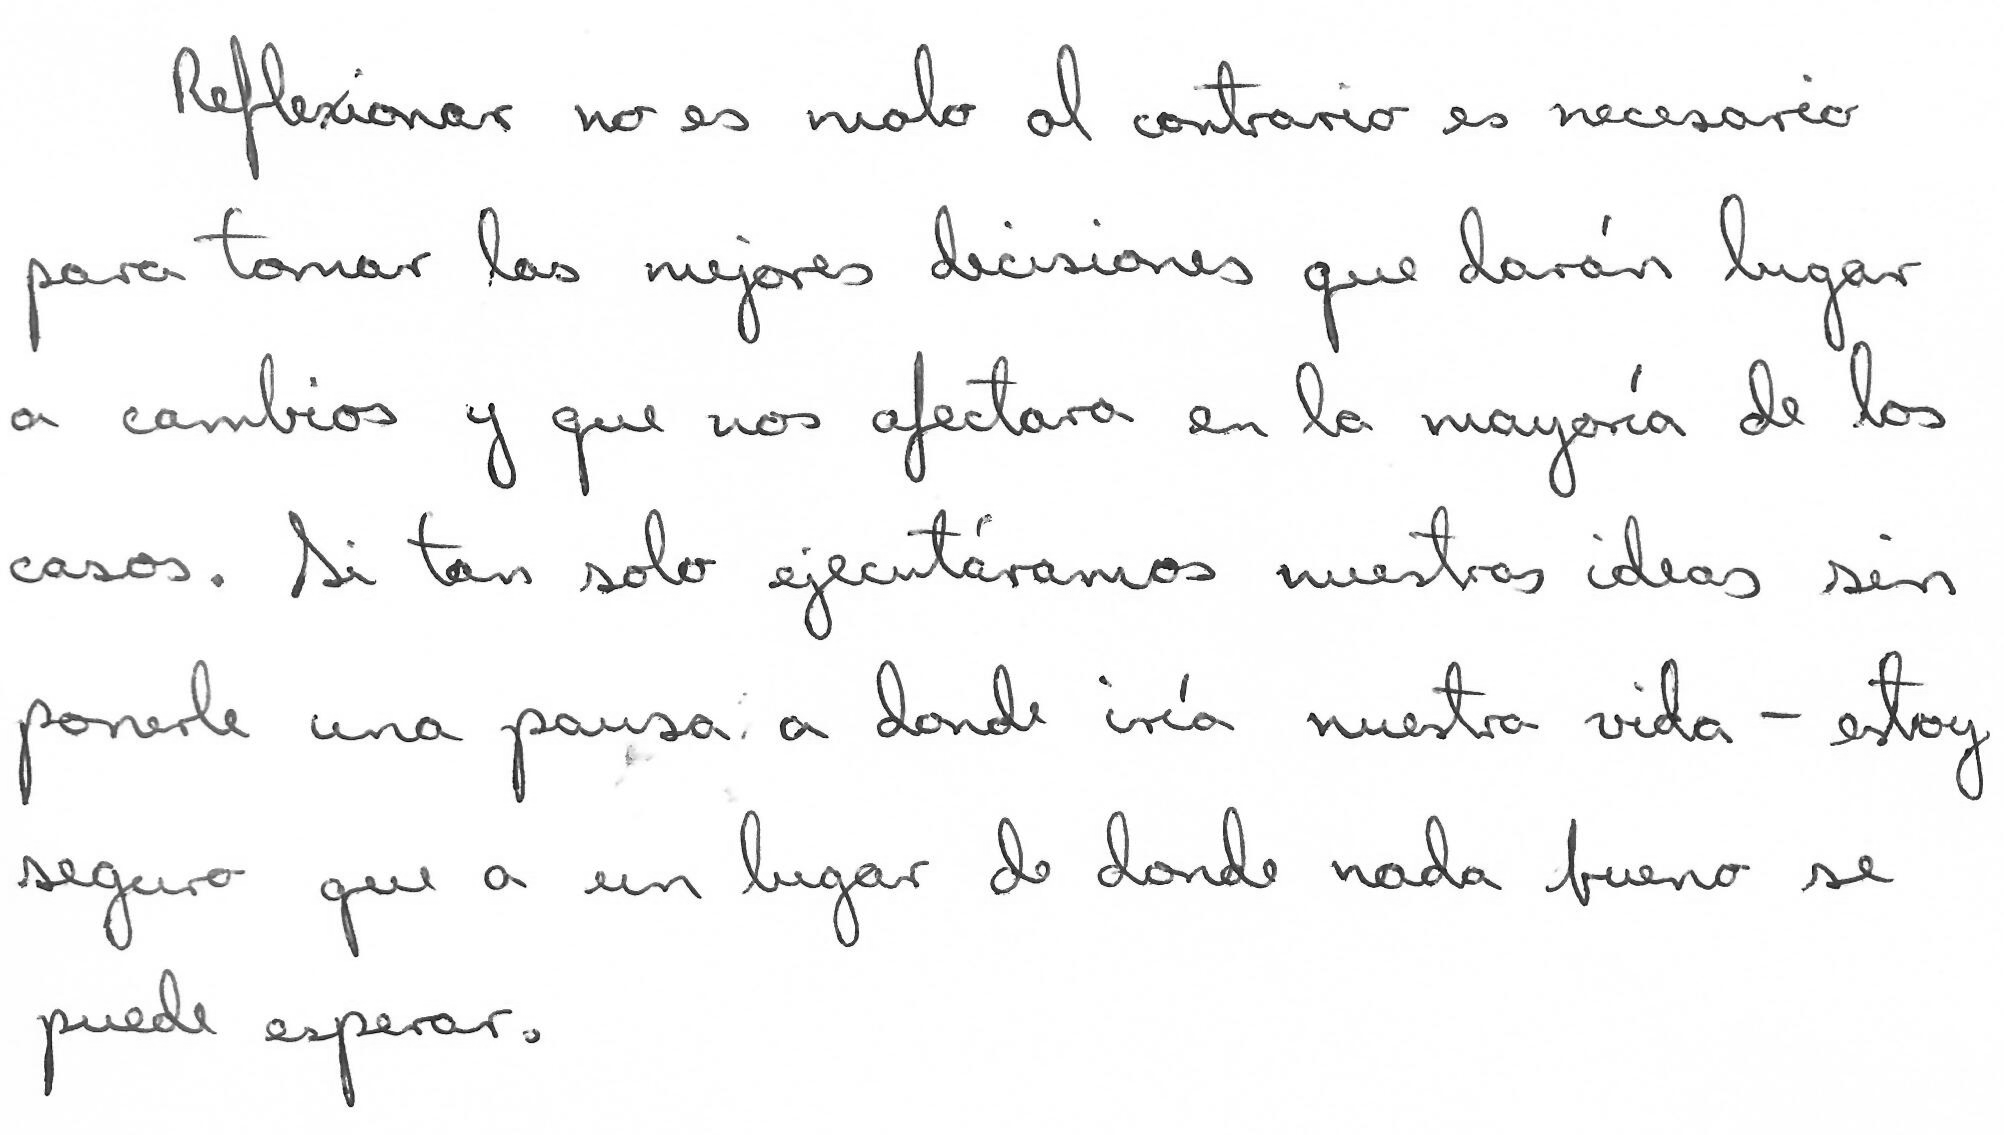 Reflexionar no es malo al contrario es necesario
para tomar las mejores decisiones que darán lugar
a cambios y que nos afectara en la mayoría de los
casos. Si tan solo ejecutáramos nuestras ideas sin
ponerle una pausa a donde iría nuestra vida - estoy
seguro que a un lugar de donde nada bueno se
puede esperar.